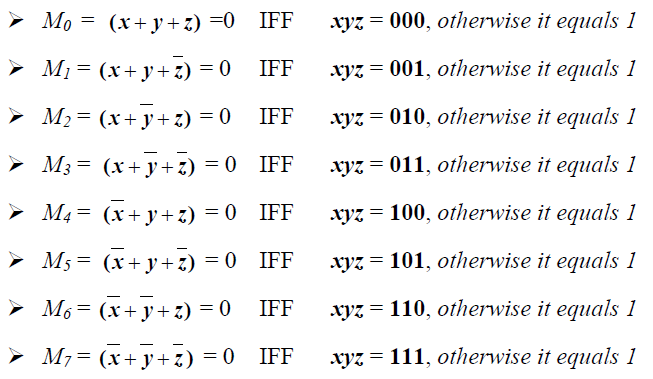 ➢ M₀ = (x + y + z) =0 IFF xyz = 000, otherwise it equals 1
➢ M₁ = (x + y + z̅) = 0 IFF xyz = 001, otherwise it equals 1
➢ M₂ = (x + y̅ + z) = 0 IFF xyz = 010, otherwise it equals 1
➢ M₃ = (x + y̅ + z̅) = 0 IFF xyz = 011, otherwise it equals 1
➢ M₄ = (x̅ + y + z) = 0 IFF xyz = 100, otherwise it equals 1
➢ M₅ = (x̅ + y + z̅) = 0 IFF xyz = 101, otherwise it equals 1
➢ M₆ = (x̅ + y̅ + z) = 0 IFF xyz = 110, otherwise it equals 1
➢ M₇ = (x̅ + y̅ + z̅) = 0 IFF xyz = 111, otherwise it equals 1